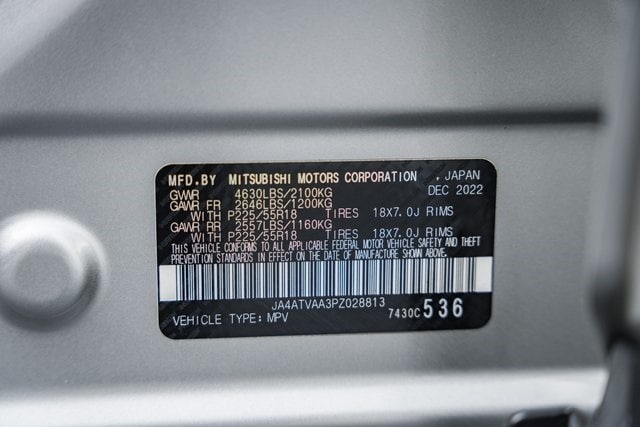 MFD.BY MITSUBISHI MOTORS CORPORATION , JAPAN
GVWR 4630LBS/2100KG DEC 2022
GAWR FR 2646LBS/1200KG
WITH P225/55R18 TIRES 18X7.0J RIMS
GAWR RR 2557LBS/1160KG
WITH P225/55R18 TIRES 18X7.0J RIMS
THIS VEHICLE CONFORMS TO ALL APPLICABLE FEDERAL MOTOR VEHICLE SAFETY AND THEFT
PREVENTION STANDARDS IN EFFECT ON THE DATE OF MANUFACTURE SHOWN ABOVE.
JA4ATVAA3PZ028813
VEHICLE TYPE: MPV 7430C 536